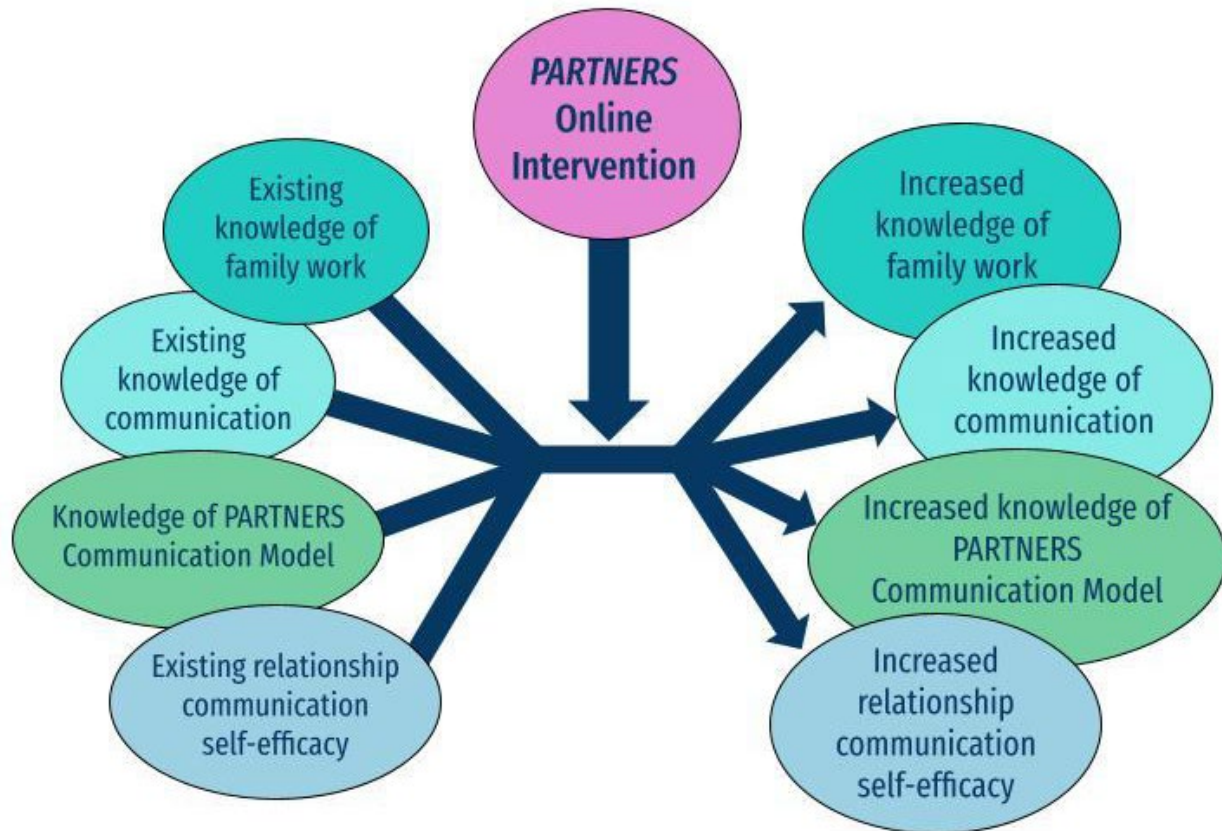 PARTNERS
Online
Intervention
Existing
knowledge of
family work
Existing
knowledge of
communication
Knowledge of PARTNERS
Communication Model
Existing relationship
communication
self-efficacy
Increased
knowledge of
family work
Increased
knowledge of
communication
Increased knowledge of
PARTNERS
Communication Model
Increased
relationship
communication
self-efficacy